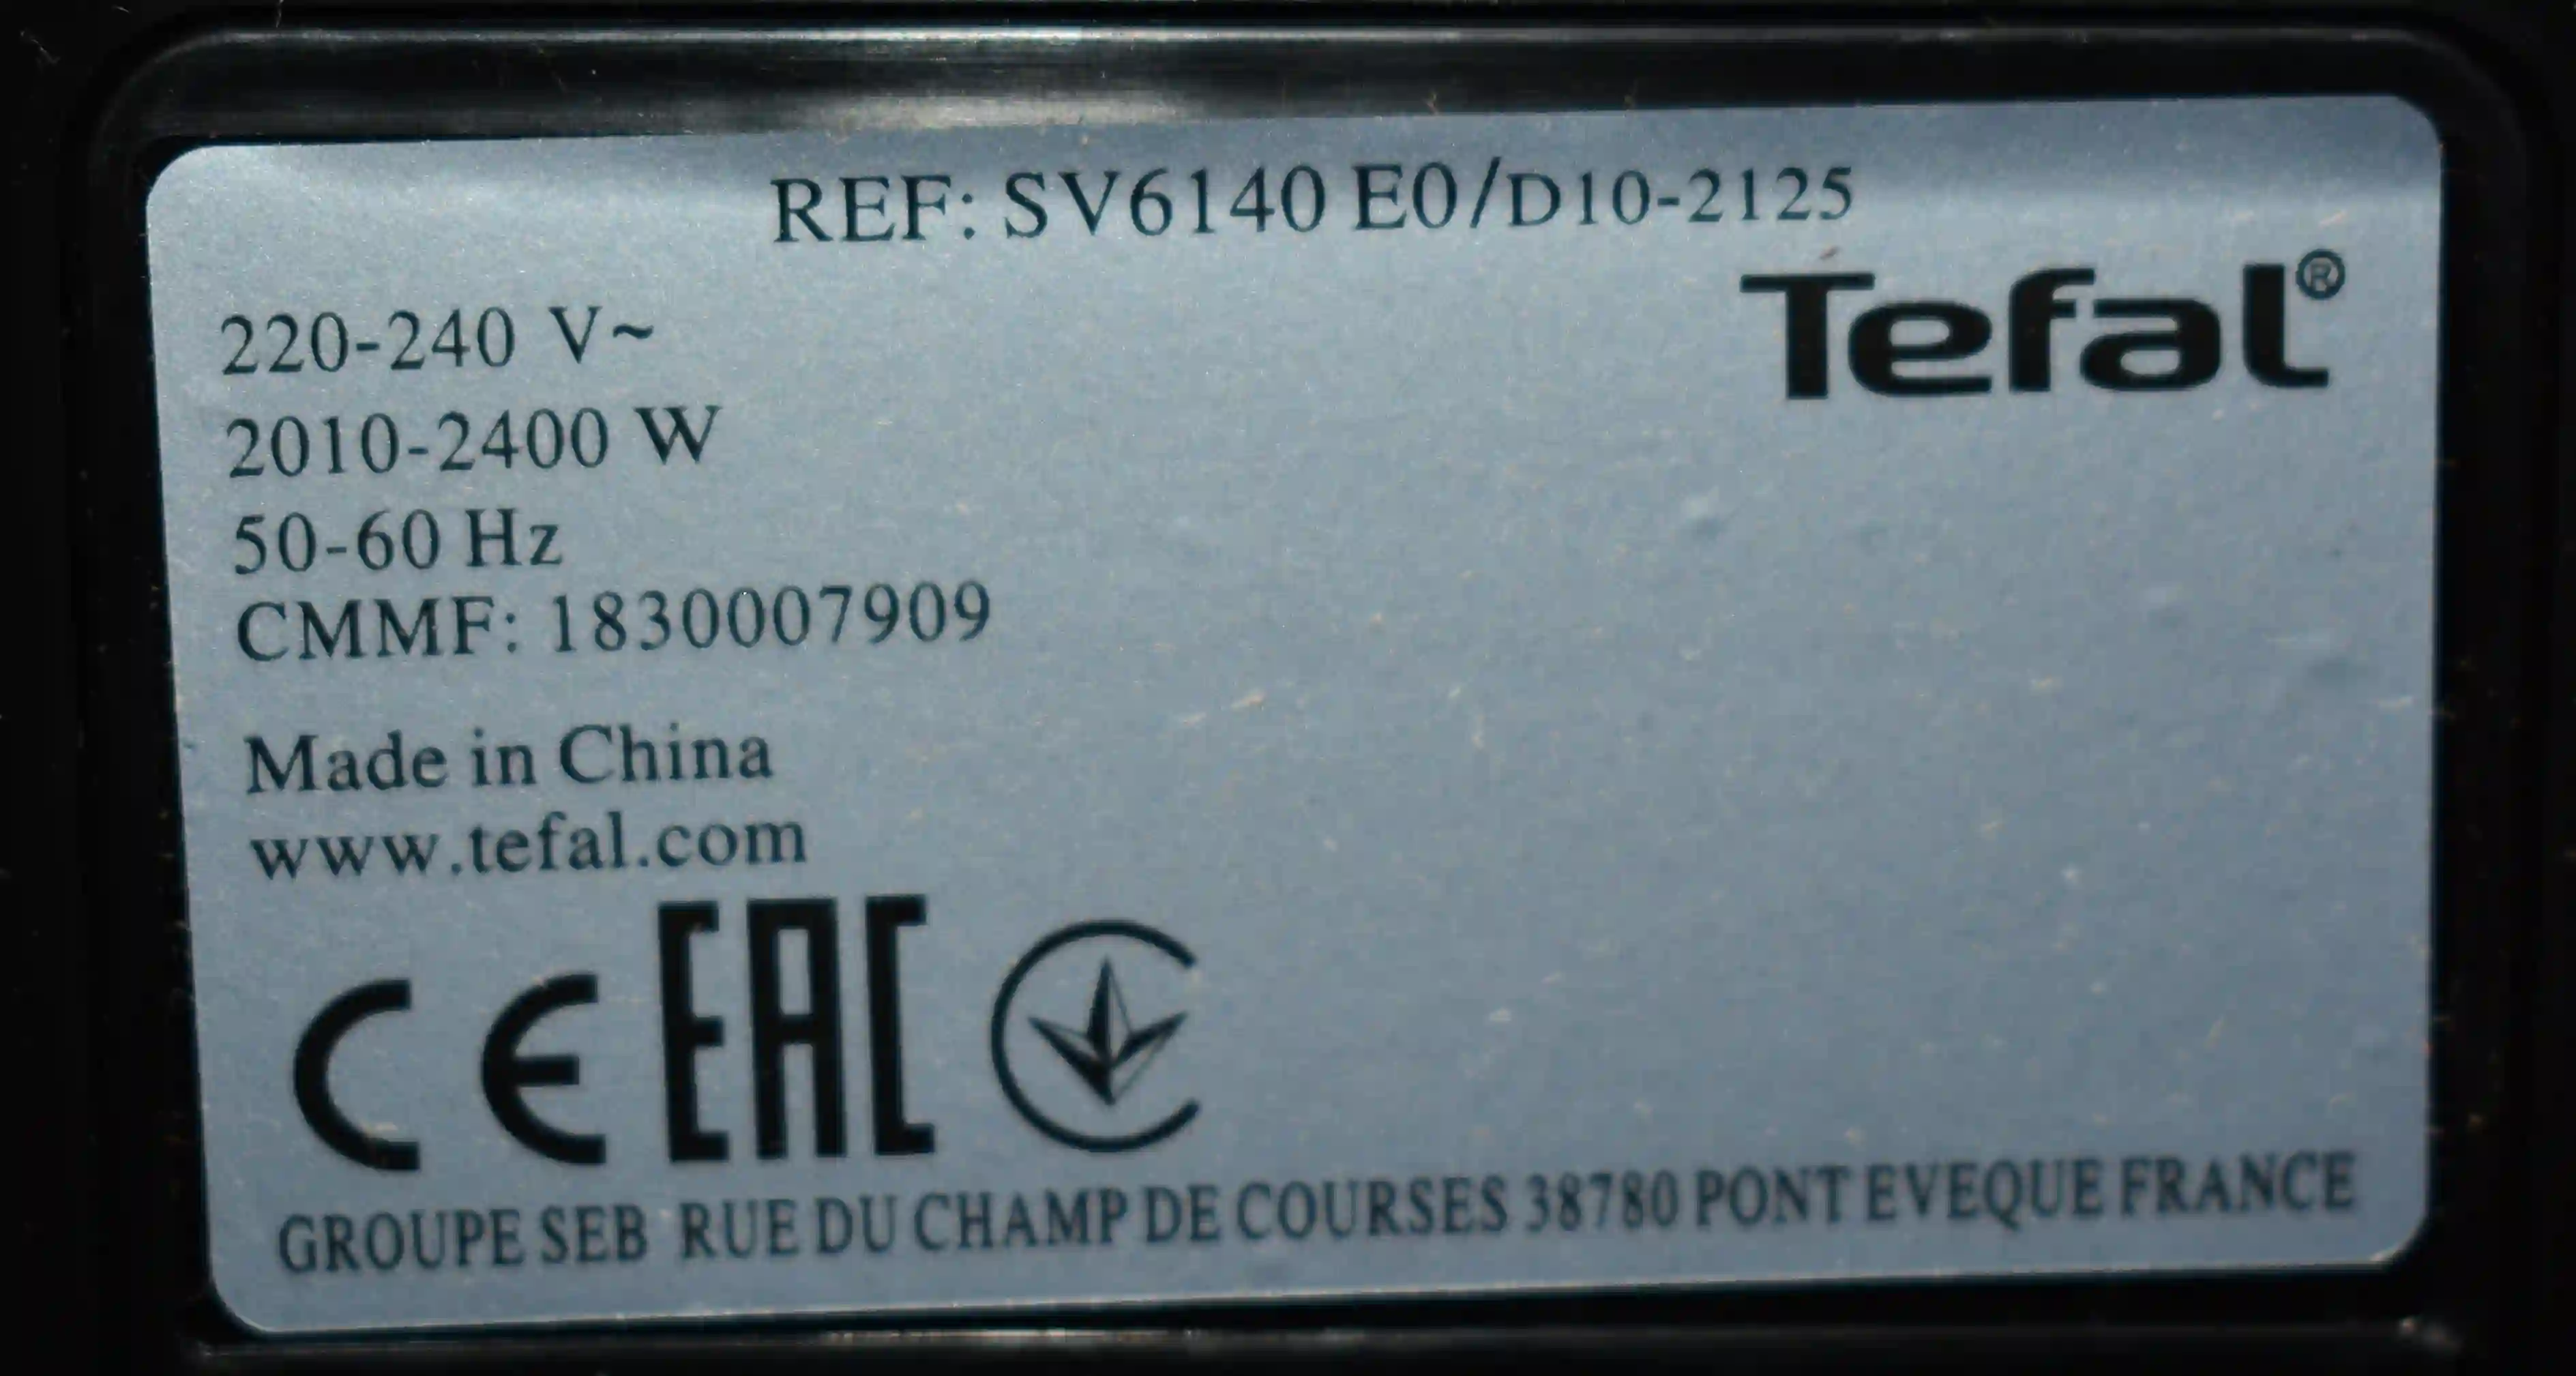 REF: SV6140 E0/D10-2125
Tefal®
220-240 V~
2010-2400 W
50-60 Hz
CMMF: 1830007909
Made in China
www.tefal.com
CE EAC
GROUPE SEB RUE DU CHAMP DE COURSES 38780 PONT EVEQUE FRANCE